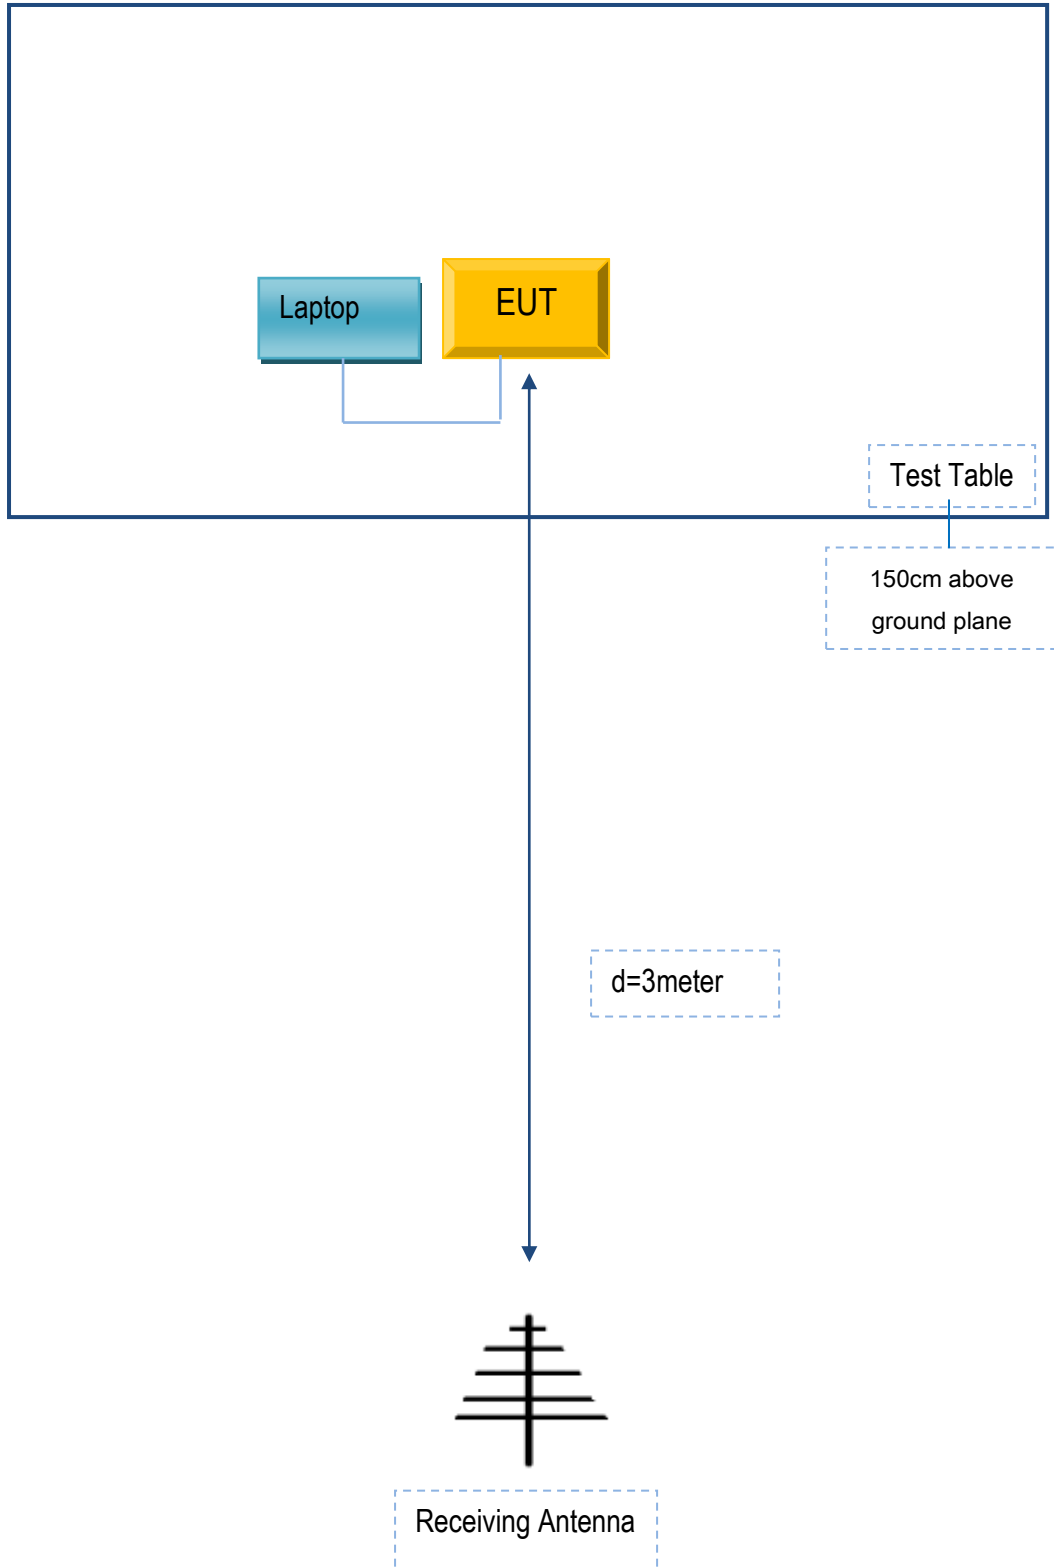 Laptop
EUT
Test Table
150cm above
ground plane
d=3meter
Receiving Antenna